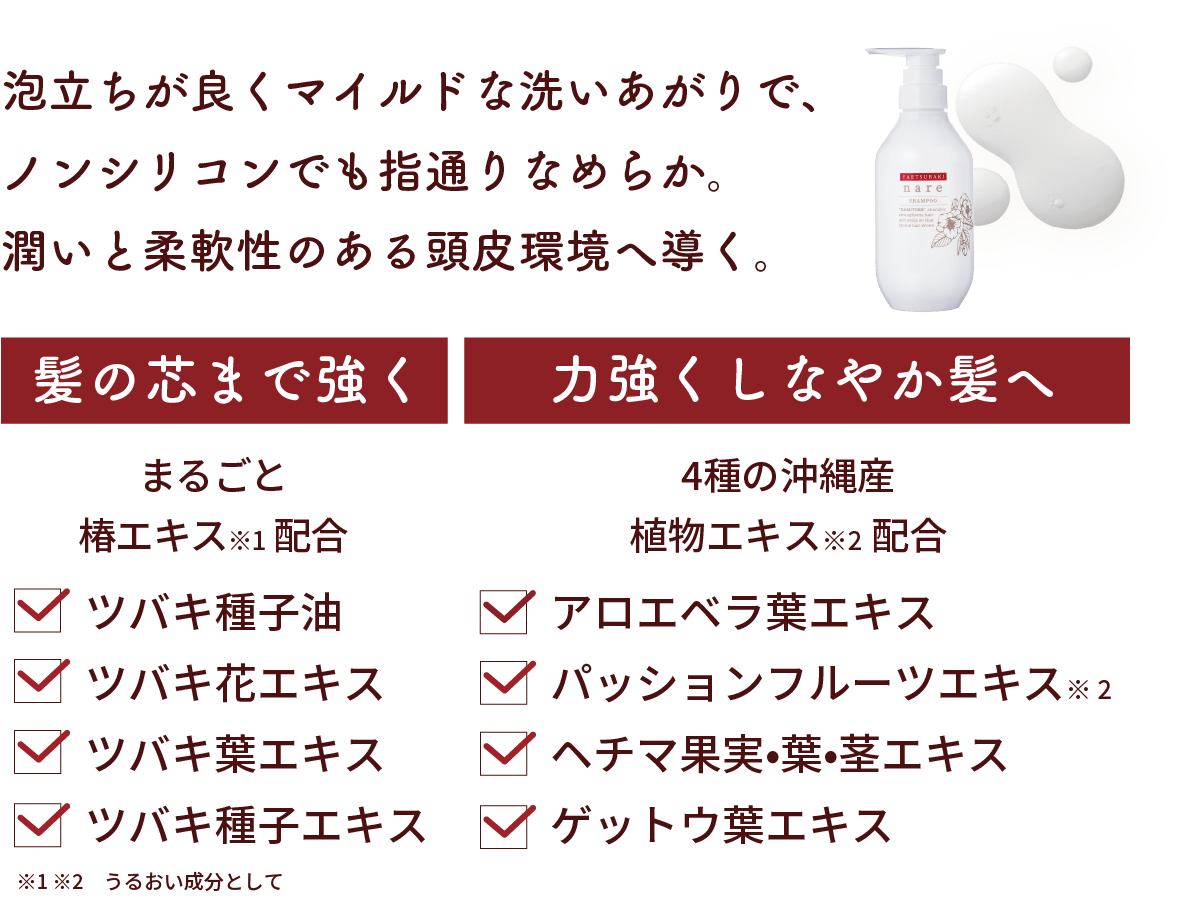 泡立ちが良くマイルドな洗いあがりで、
ノンシリコンでも指通りなめらか。
潤いと柔軟性のある頭皮環境へ導く。
YAETSUBAKI
nare
SHAMPOO
髪の芯まで強く
力強くしなやか髪へ
まるごと
椿エキス※1 配合
ツバキ種子油
ツバキ花エキス
ツバキ葉エキス
ツバキ種子エキス
4種の沖縄産
植物エキス※2 配合
アロエベラ葉エキス
パッションフルーツエキス※ 2
ヘチマ果実・葉・茎エキス
ゲットウ葉エキス
※1 ※2　うるおい成分として